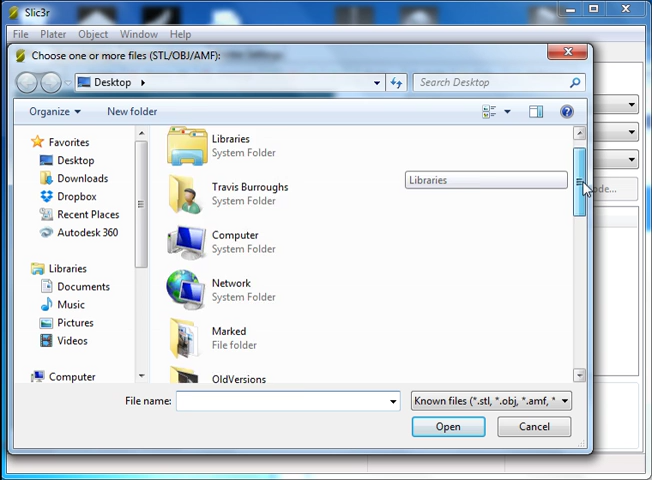 Slic3r
File Plater Object Window Help
Choose one or more files (STL/OBJ/AMF):
Desktop
Search Desktop
Organize
New folder
Favorites
Desktop
Downloads
Dropbox
Recent Places
Autodesk 360
Libraries
Documents
Music
Pictures
Videos
Computer
Libraries
System Folder
Travis Burroughs
System Folder
Computer
System Folder
Network
System Folder
Marked
File folder
OldVersions
Libraries
File name:
Known files (*.stl, *.obj, *.amf, *
Open
Cancel